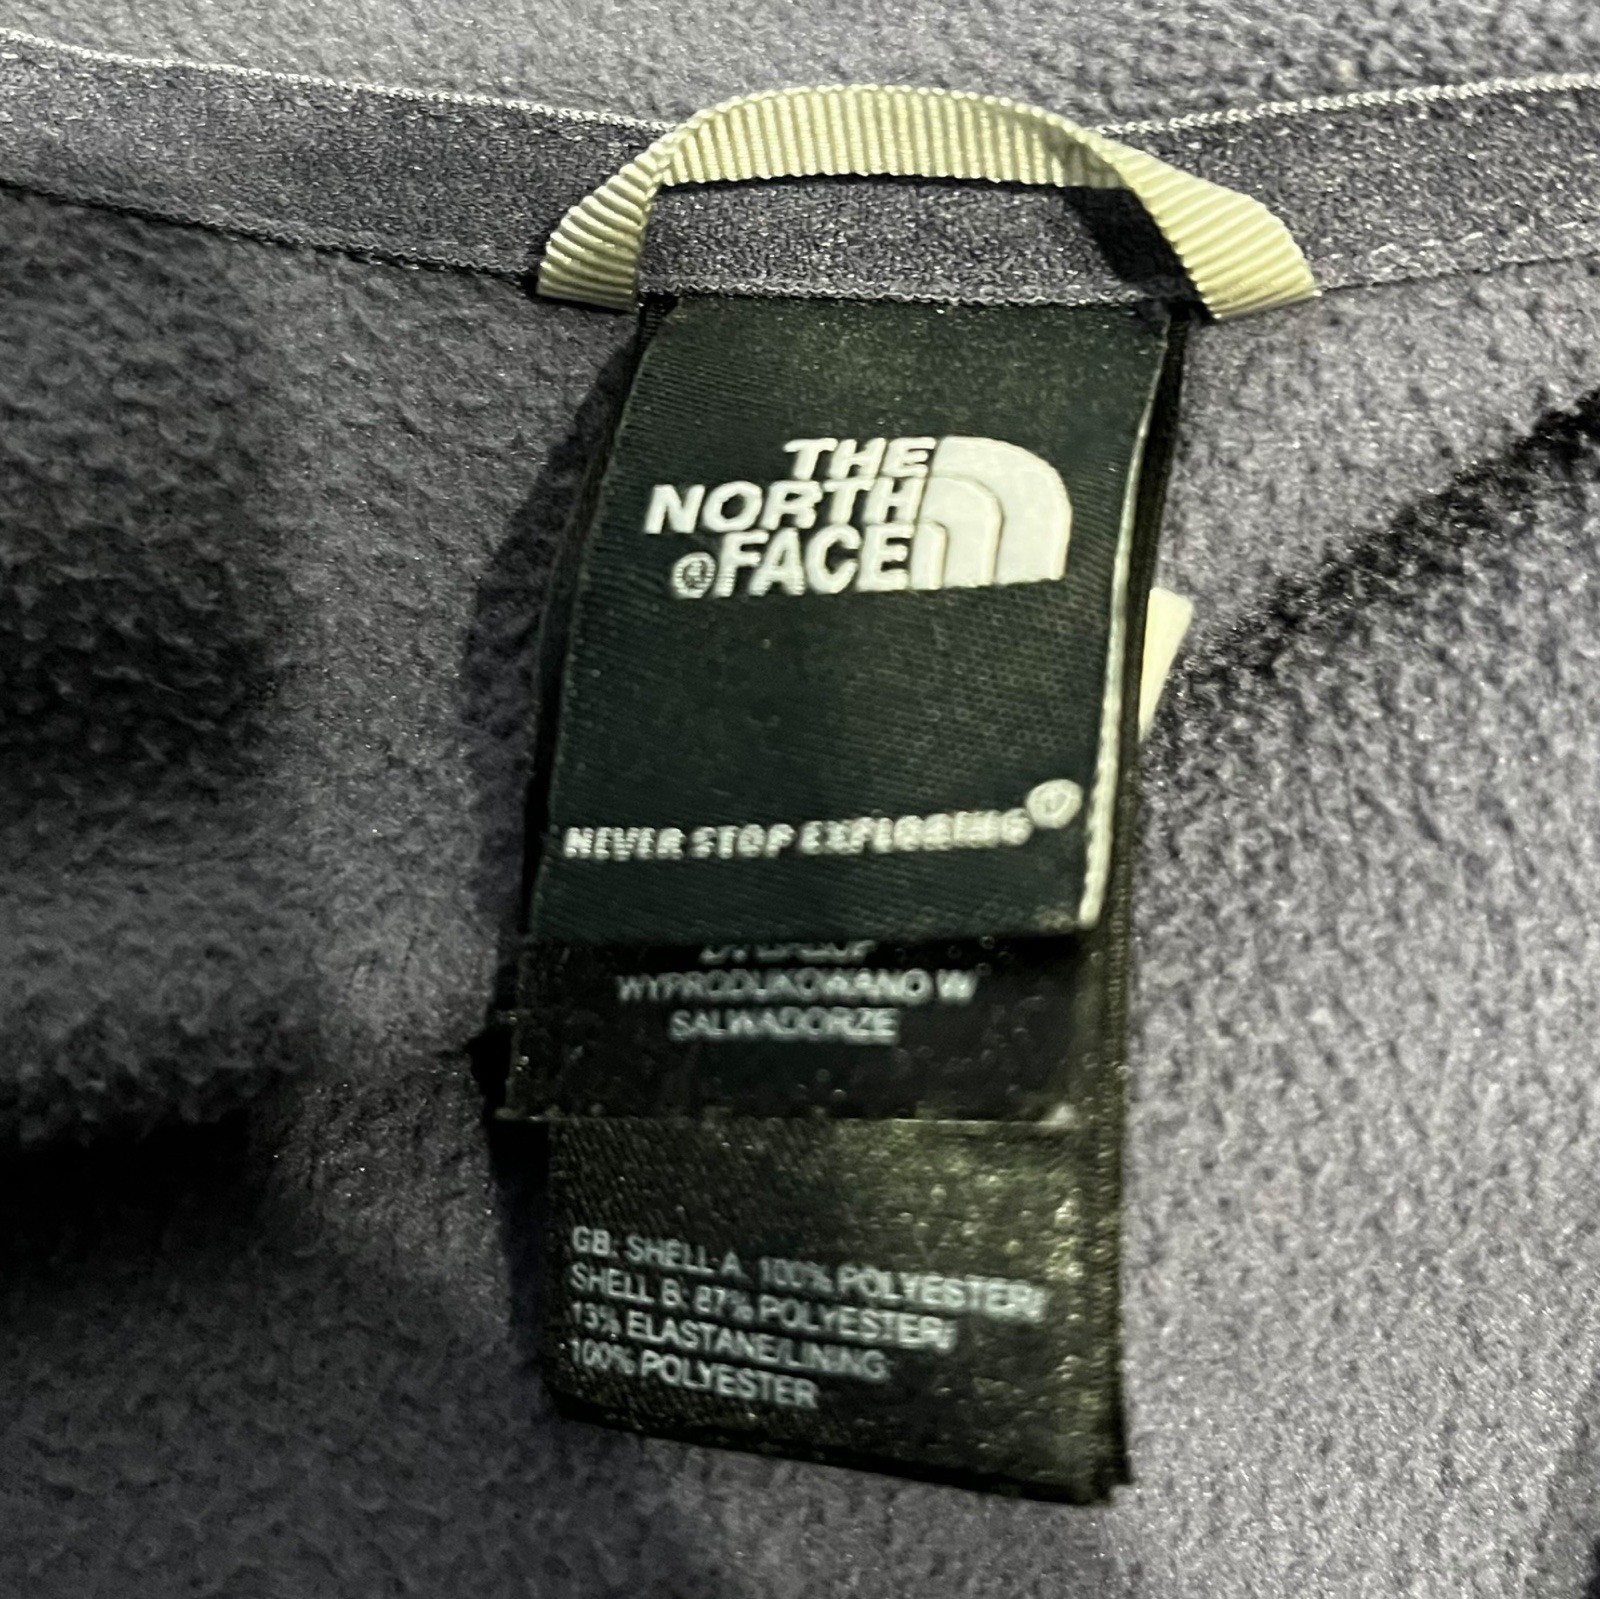 THE
NORTH
®FACE
NEVER STOP EXPLORING®
WYPRODUKOWANO W
SALWADORZE
GB: SHELL A: 100% POLYESTER/
SHELL B: 87% POLYESTER/
13% ELASTANE/LINING:
100% POLYESTER